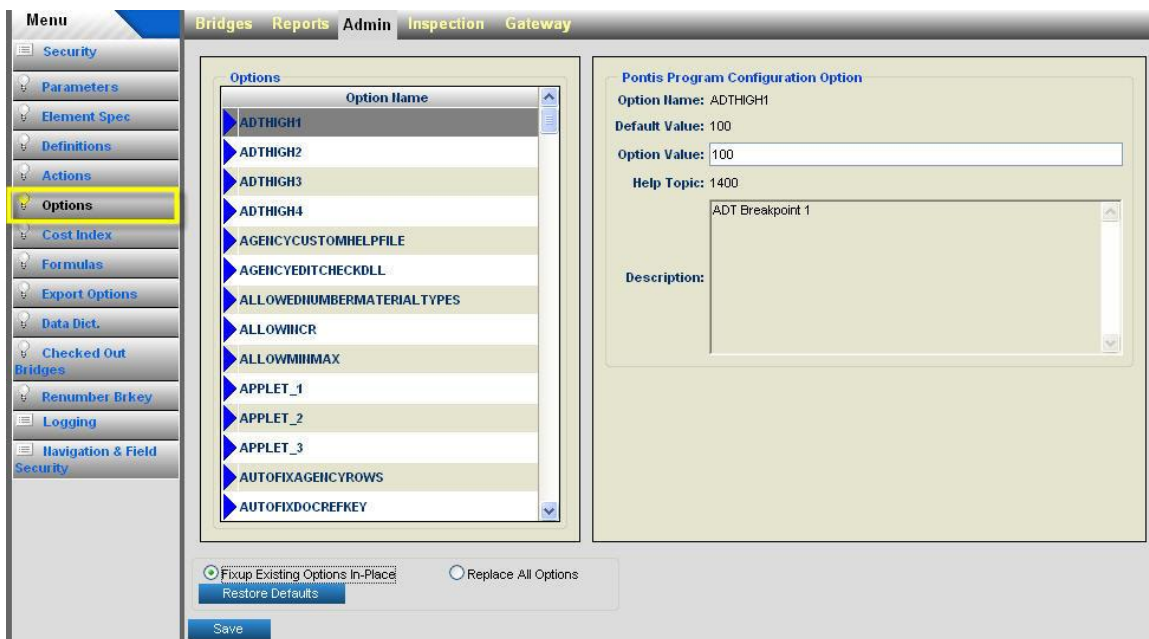 Menu
Bridges Reports Admin Inspection Gateway
Security
Parameters
Element Spec
Definitions
Actions
Options
Cost Index
Formulas
Export Options
Data Dict.
Checked Out
Bridges
Renumber Brkey
Logging
Navigation & Field
Security
Options
Option Name
ADTHIGH1
ADTHIGH2
ADTHIGH3
ADTHIGH4
AGENCYCUSTOMHELPFILE
AGENCYEDITCHECKDLL
ALLOWEDNUMBERMATERIALTYPES
ALLOWINCR
ALLOWMINMAX
APPLET_1
APPLET_2
APPLET_3
AUTOFIXAGENCYROWS
AUTOFIXDOCREFKEY
Pontis Program Configuration Option
Option Name: ADTHIGH1
Default Value: 100
Option Value: 100
Help Topic: 1400
Description: ADT Breakpoint 1
Fixup Existing Options In-Place Replace All Options
Restore Defaults
Save